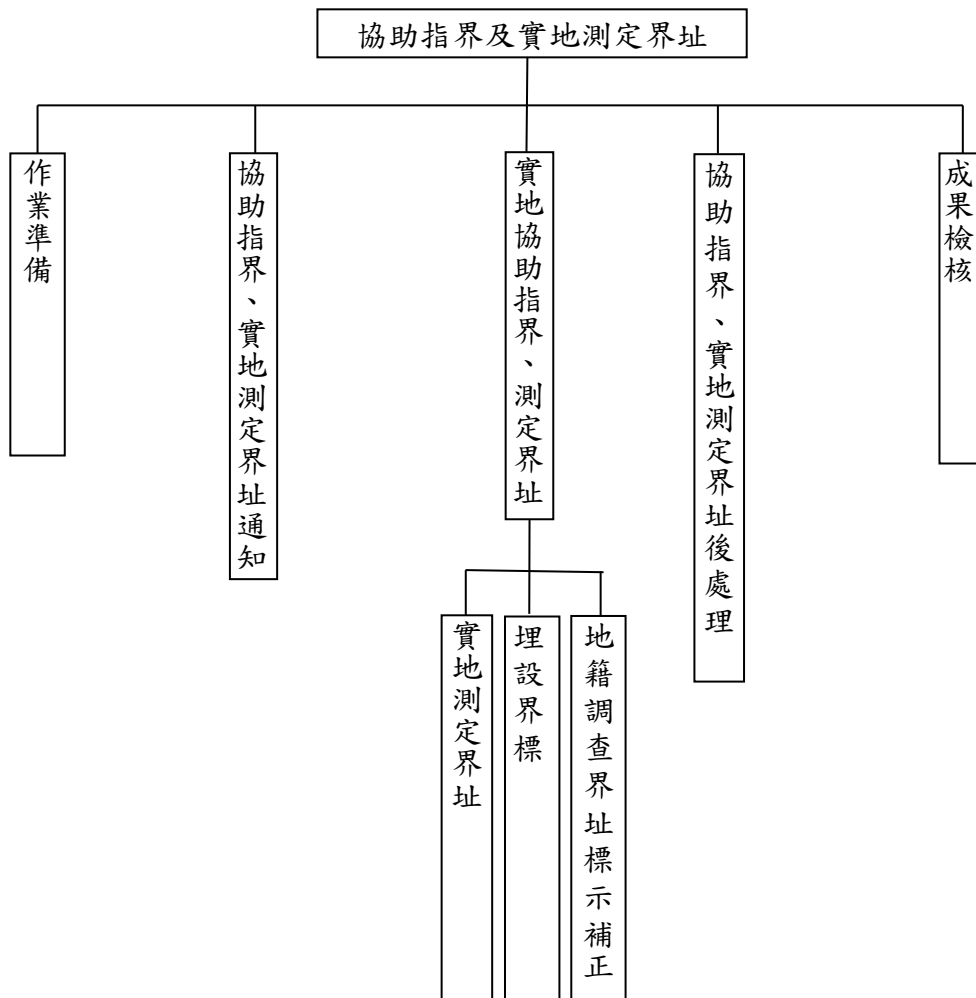 協助指界及實地測定界址
作業準備
協助指界、實地測定界址通知
實地協助指界、測定界址
協助指界、實地測定界址後處理
成果檢核
實地測定界址
埋設界標
地籍調查界址標示補正